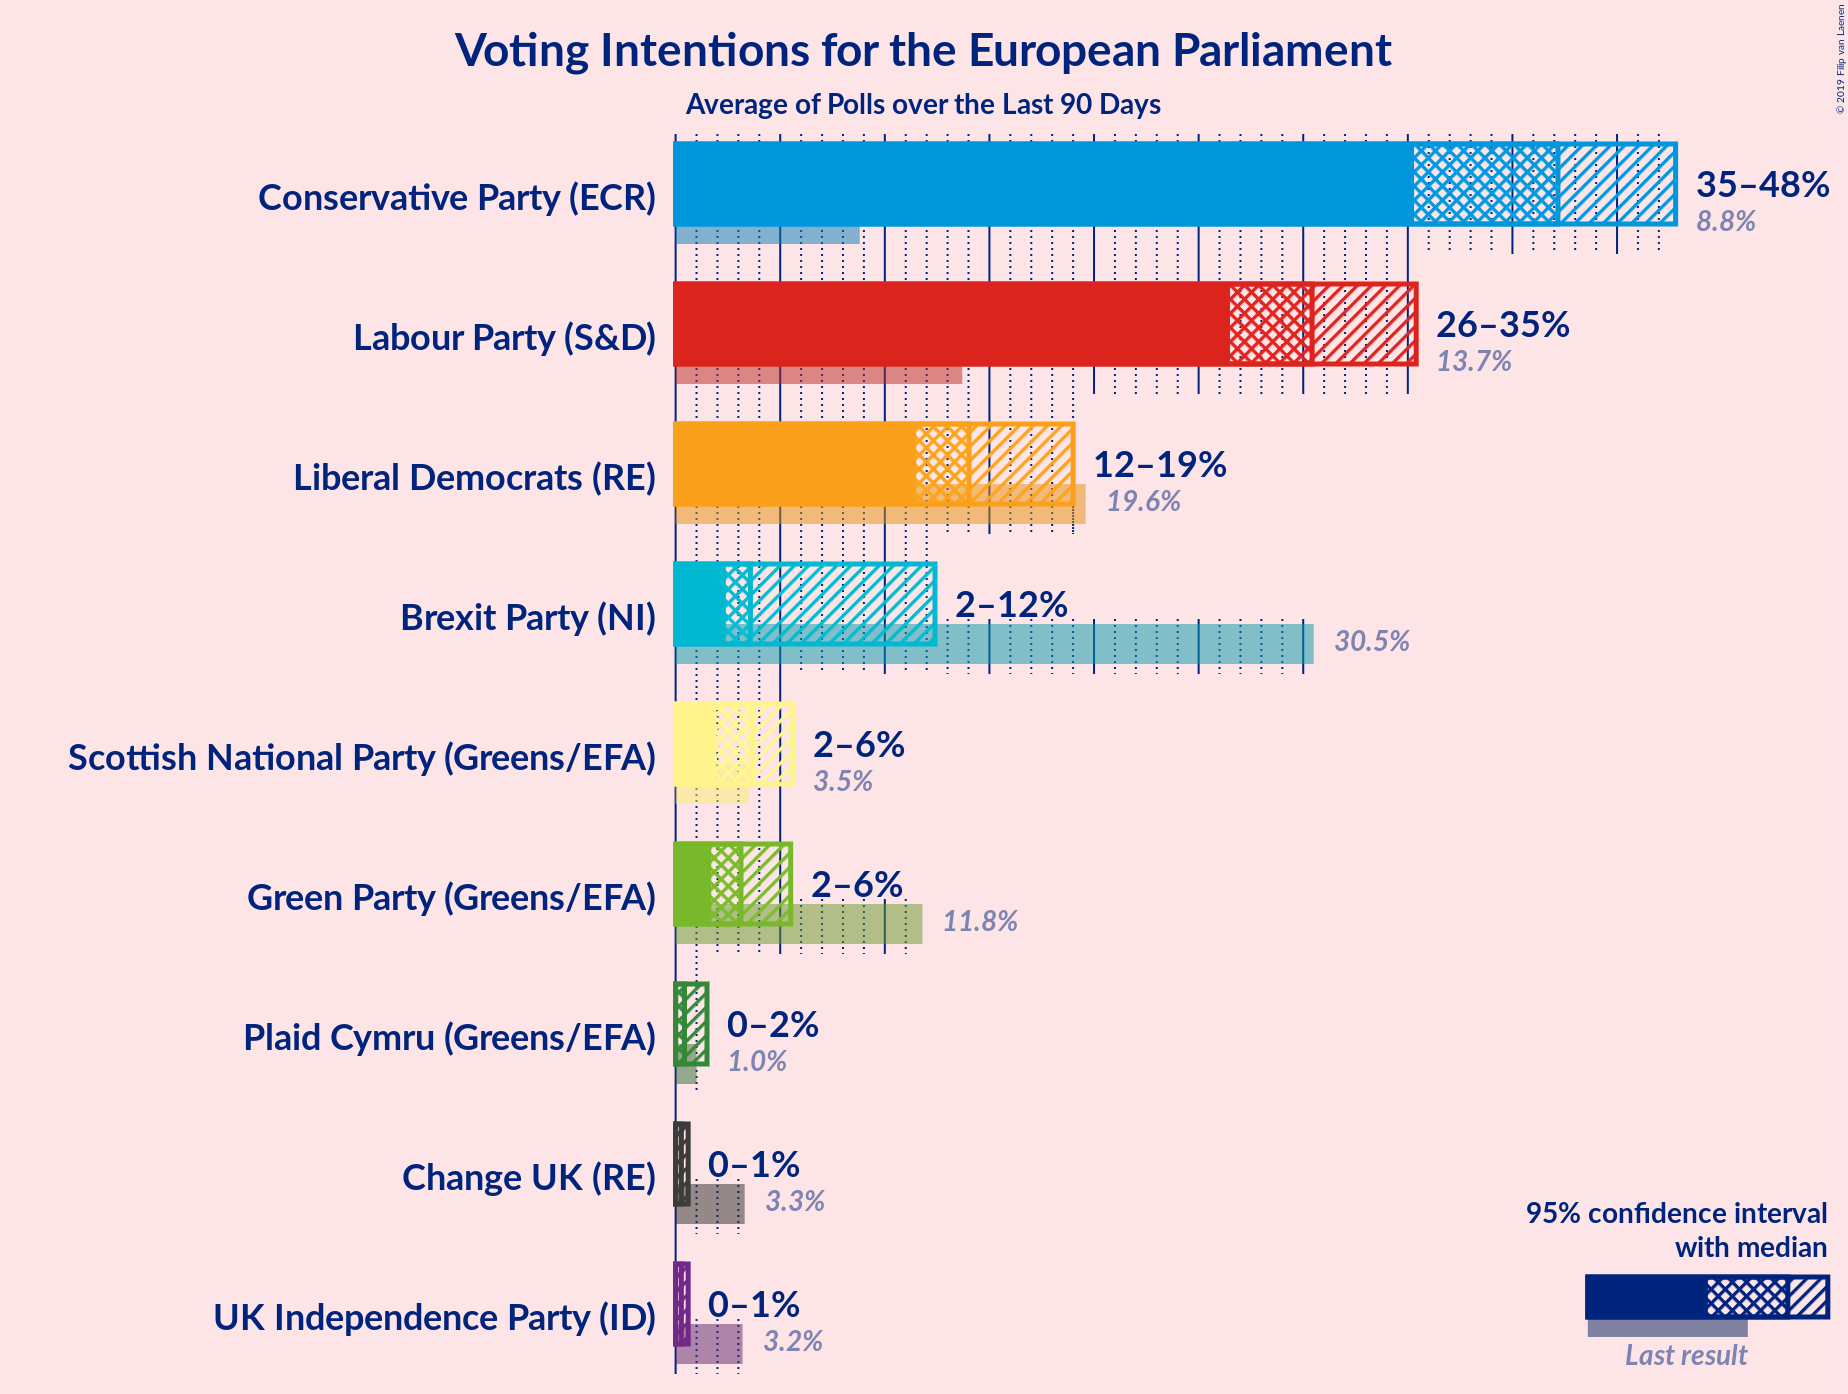 Voting Intentions for the European Parliament
Average of Polls over the Last 90 Days
© 2019 Filip van Laenen
Conservative Party (ECR)
35–48%
8.8%
Labour Party (S&D)
26–35%
13.7%
Liberal Democrats (RE)
12–19%
19.6%
Brexit Party (NI)
2–12%
30.5%
Scottish National Party (Greens/EFA)
2–6%
3.5%
Green Party (Greens/EFA)
2–6%
11.8%
Plaid Cymru (Greens/EFA)
0–2%
1.0%
Change UK (RE)
0–1%
3.3%
UK Independence Party (ID)
0–1%
3.2%
95% confidence interval
with median
Last result